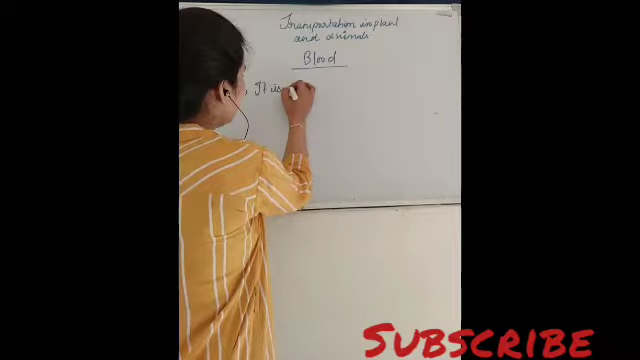 Transportation in plant
and animals
Blood
, It is
SUBSCRIBE